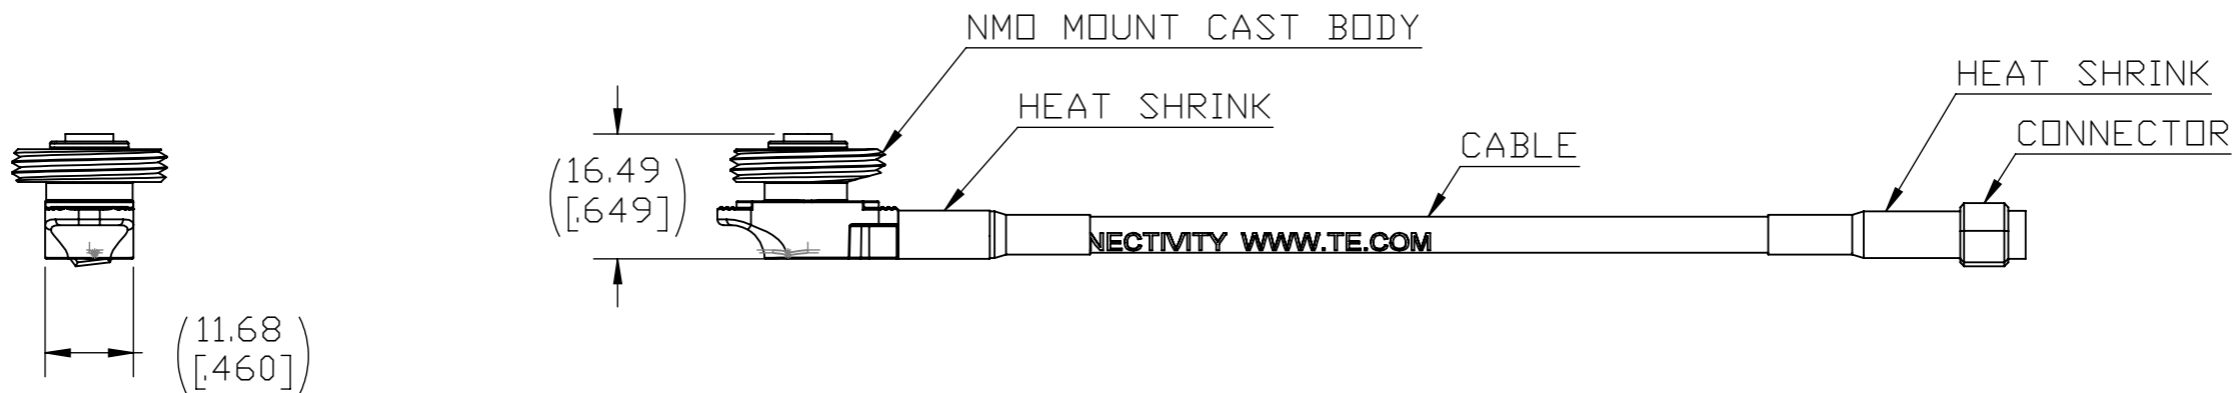 NMO MOUNT CAST BODY
HEAT SHRINK
HEAT SHRINK
CONNECTOR
CABLE
(16.49
[.649])
NECTIVITY WWW.TE.COM
(11.68
[.460])